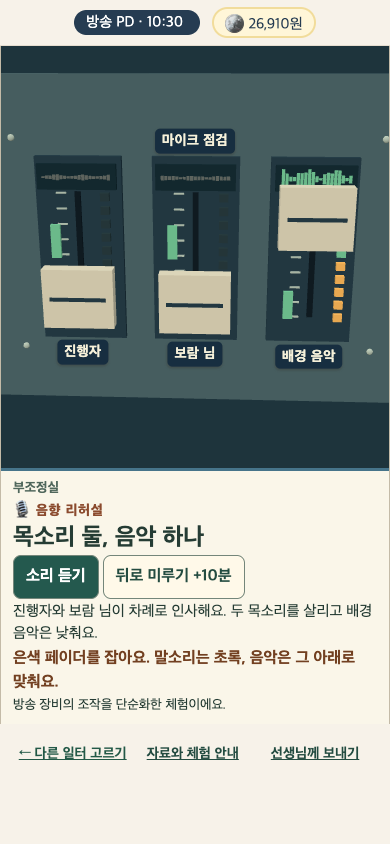 방송 PD · 10:30
26,910원
마이크 점검
진행자
보람 님
배경 음악
부조정실
음향 리허설
목소리 둘, 음악 하나
소리 듣기
뒤로 미루기 +10분
진행자와 보람 님이 차례로 인사해요. 두 목소리를 살리고 배경
음악은 낮춰요.
은색 페이더를 잡아요. 말소리는 초록, 음악은 그 아래로
맞춰요.
방송 장비의 조작을 단순화한 체험이에요.
← 다른 일터 고르기
자료와 체험 안내
선생님께 보내기